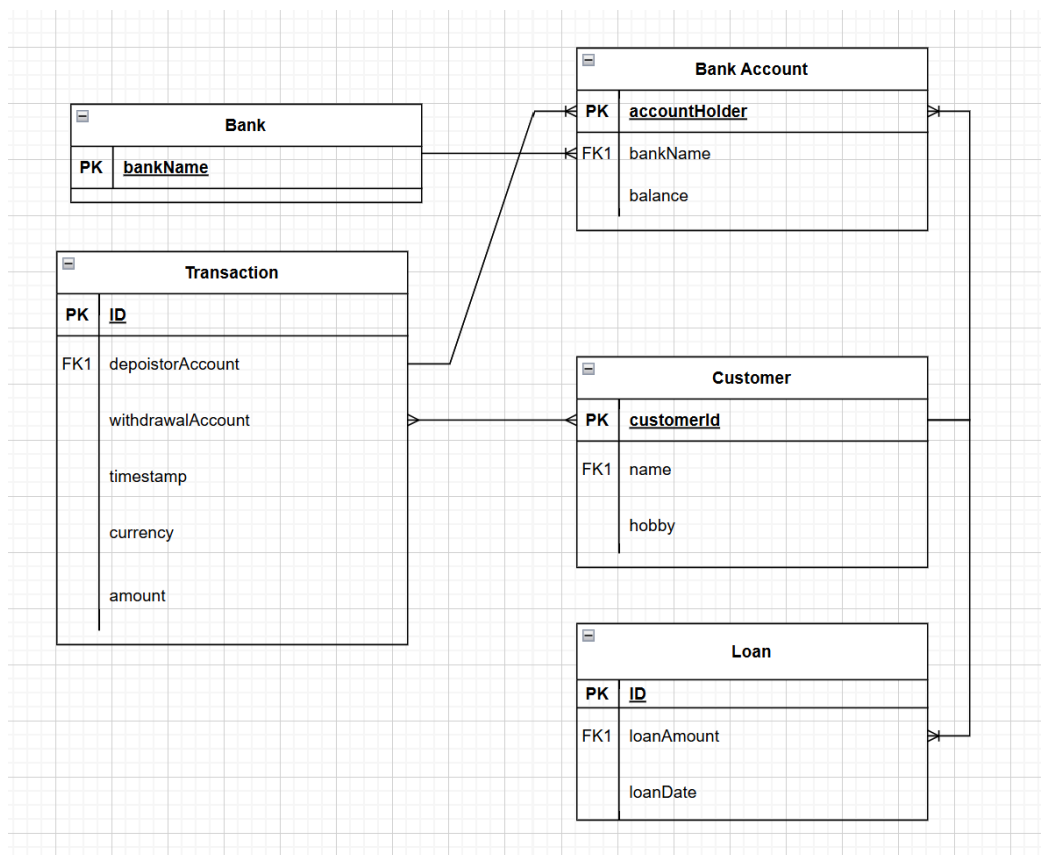 Bank
PK bankName
Transaction
PK ID
FK1 depoistorAccount
withdrawalAccount
timestamp
currency
amount
Bank Account
PK accountHolder
FK1 bankName
balance
Customer
PK customerId
FK1 name
hobby
Loan
PK ID
FK1 loanAmount
loanDate